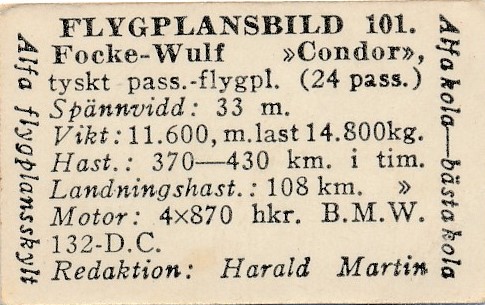 FLYGPLANSBILD 101.
Focke-Wulf »Condor»,
tyskt pass.-flygpl. (24 pass.)
Spännvidd: 33 m.
Vikt: 11.600, m. last 14.800kg.
Hast.: 370—430 km. i tim.
Landningshast.: 108 km. »
Motor: 4×870 hkr. B.M.W.
132-D.C.
Redaktion: Harald Martin
Alfa flygplansskylt
Alfa kola—bästa kola